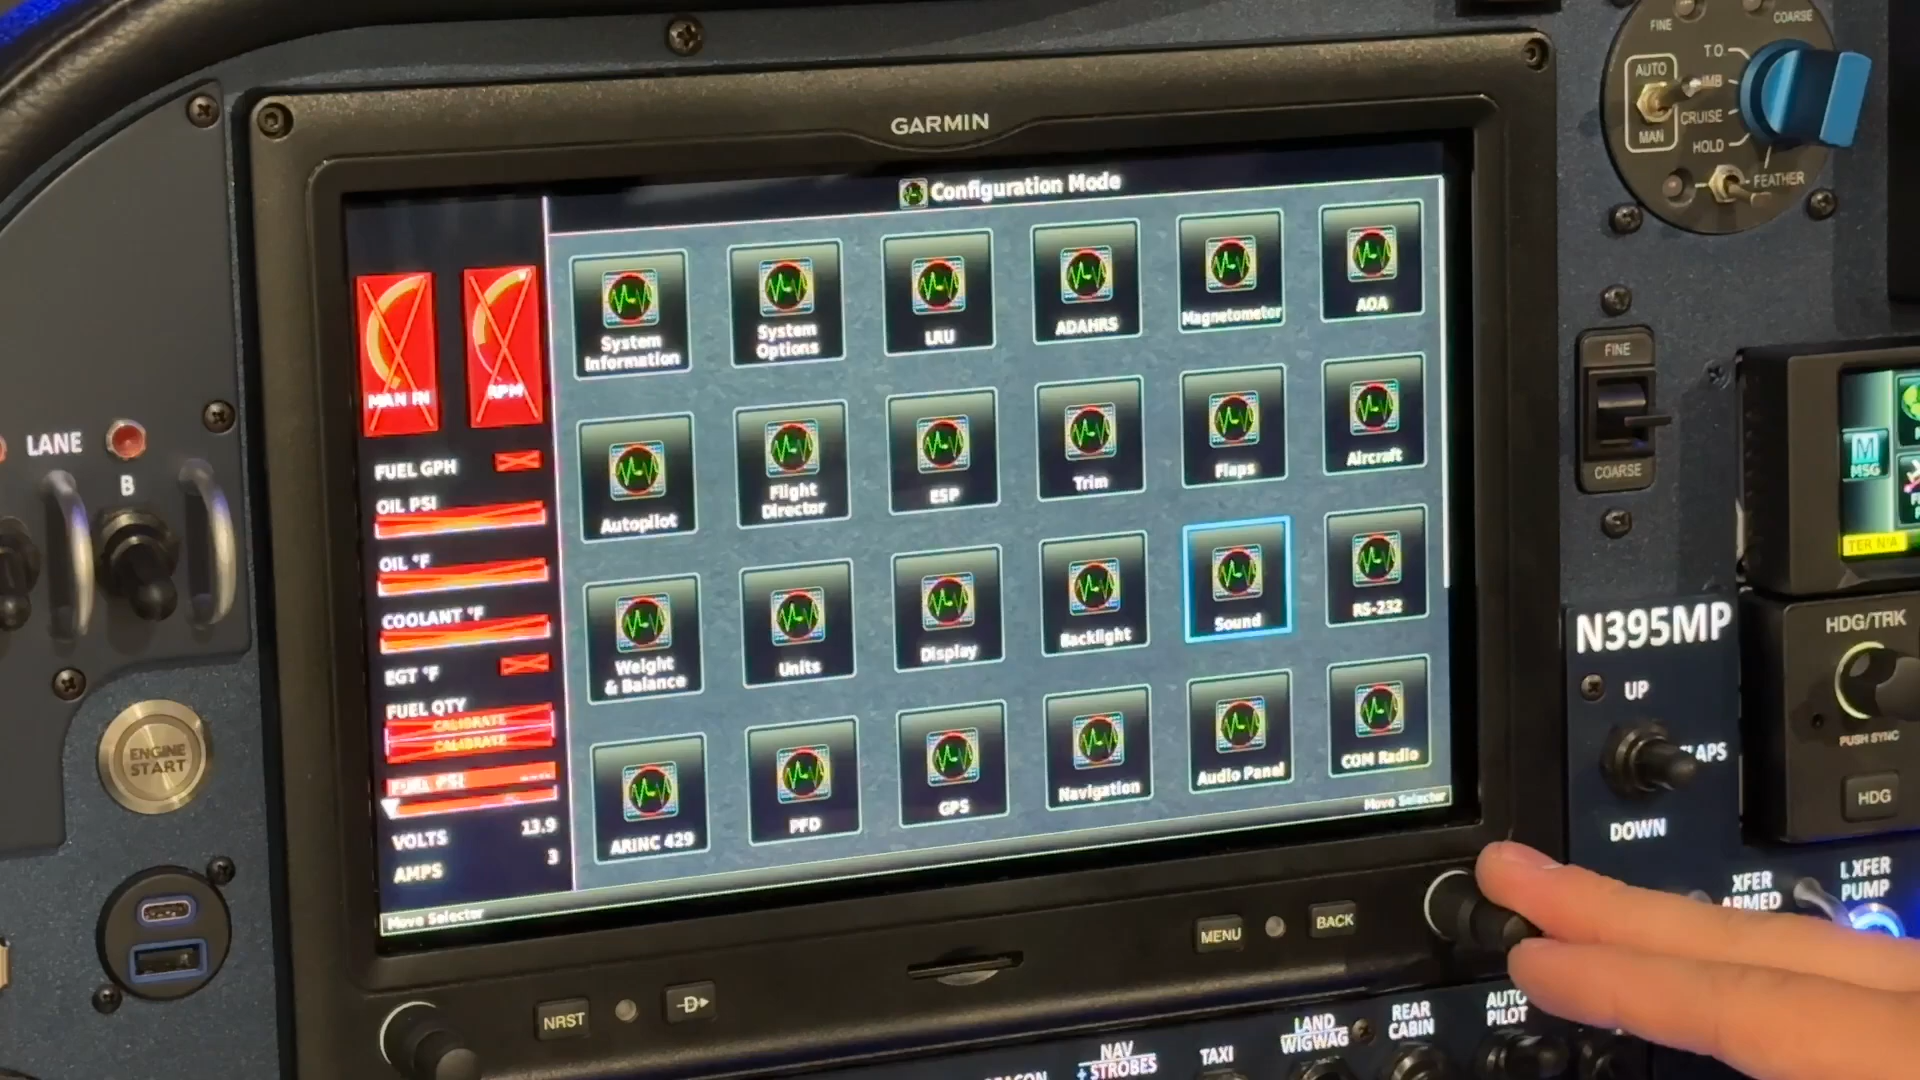 GARMIN
Configuration Mode
System
Information
System
Options
LRU
ADAHRS
Magnetometer
AOA
Autopilot
Flight
Director
ESP
Trim
Flaps
Aircraft
Weight
& Balance
Units
Display
Backlight
Sound
RS-232
ARINC 429
PFD
GPS
Navigation
Audio Panel
COM Radio
Move Selector
MAN IN
RPM
FUEL GPH
OIL PSI
OIL °F
COOLANT °F
EGT °F
FUEL QTY
CALIBRATE
CALIBRATE
FUEL PSI
VOLTS 13.9
AMPS 3
Move Selector
NRST
D
MENU
BACK
LANE
B
ENGINE
START
FINE
COARSE
AUTO
MAN
T.O.
CRUISE
HOLD
FEATHER
FINE
COARSE
N395MP
UP
DOWN
M
MSG
TER N/A
HDG/TRK
PUSH SYNC
HDG
XFER
ARMED
L XFER
PUMP
NAV
+ STROBES
TAXI
LAND
WIGWAG
REAR
CABIN
AUTO
PILOT